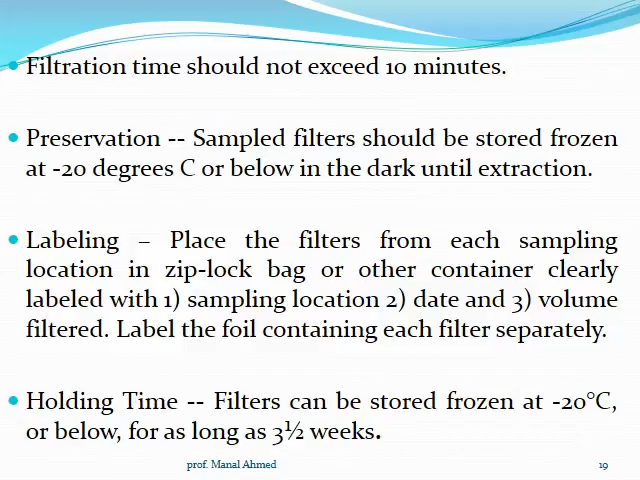 Filtration time should not exceed 10 minutes.
Preservation -- Sampled filters should be stored frozen
at -20 degrees C or below in the dark until extraction.
Labeling – Place the filters from each sampling
location in zip-lock bag or other container clearly
labeled with 1) sampling location 2) date and 3) volume
filtered. Label the foil containing each filter separately.
Holding Time -- Filters can be stored frozen at -20°C,
or below, for as long as 3½ weeks.
prof. Manal Ahmed
19